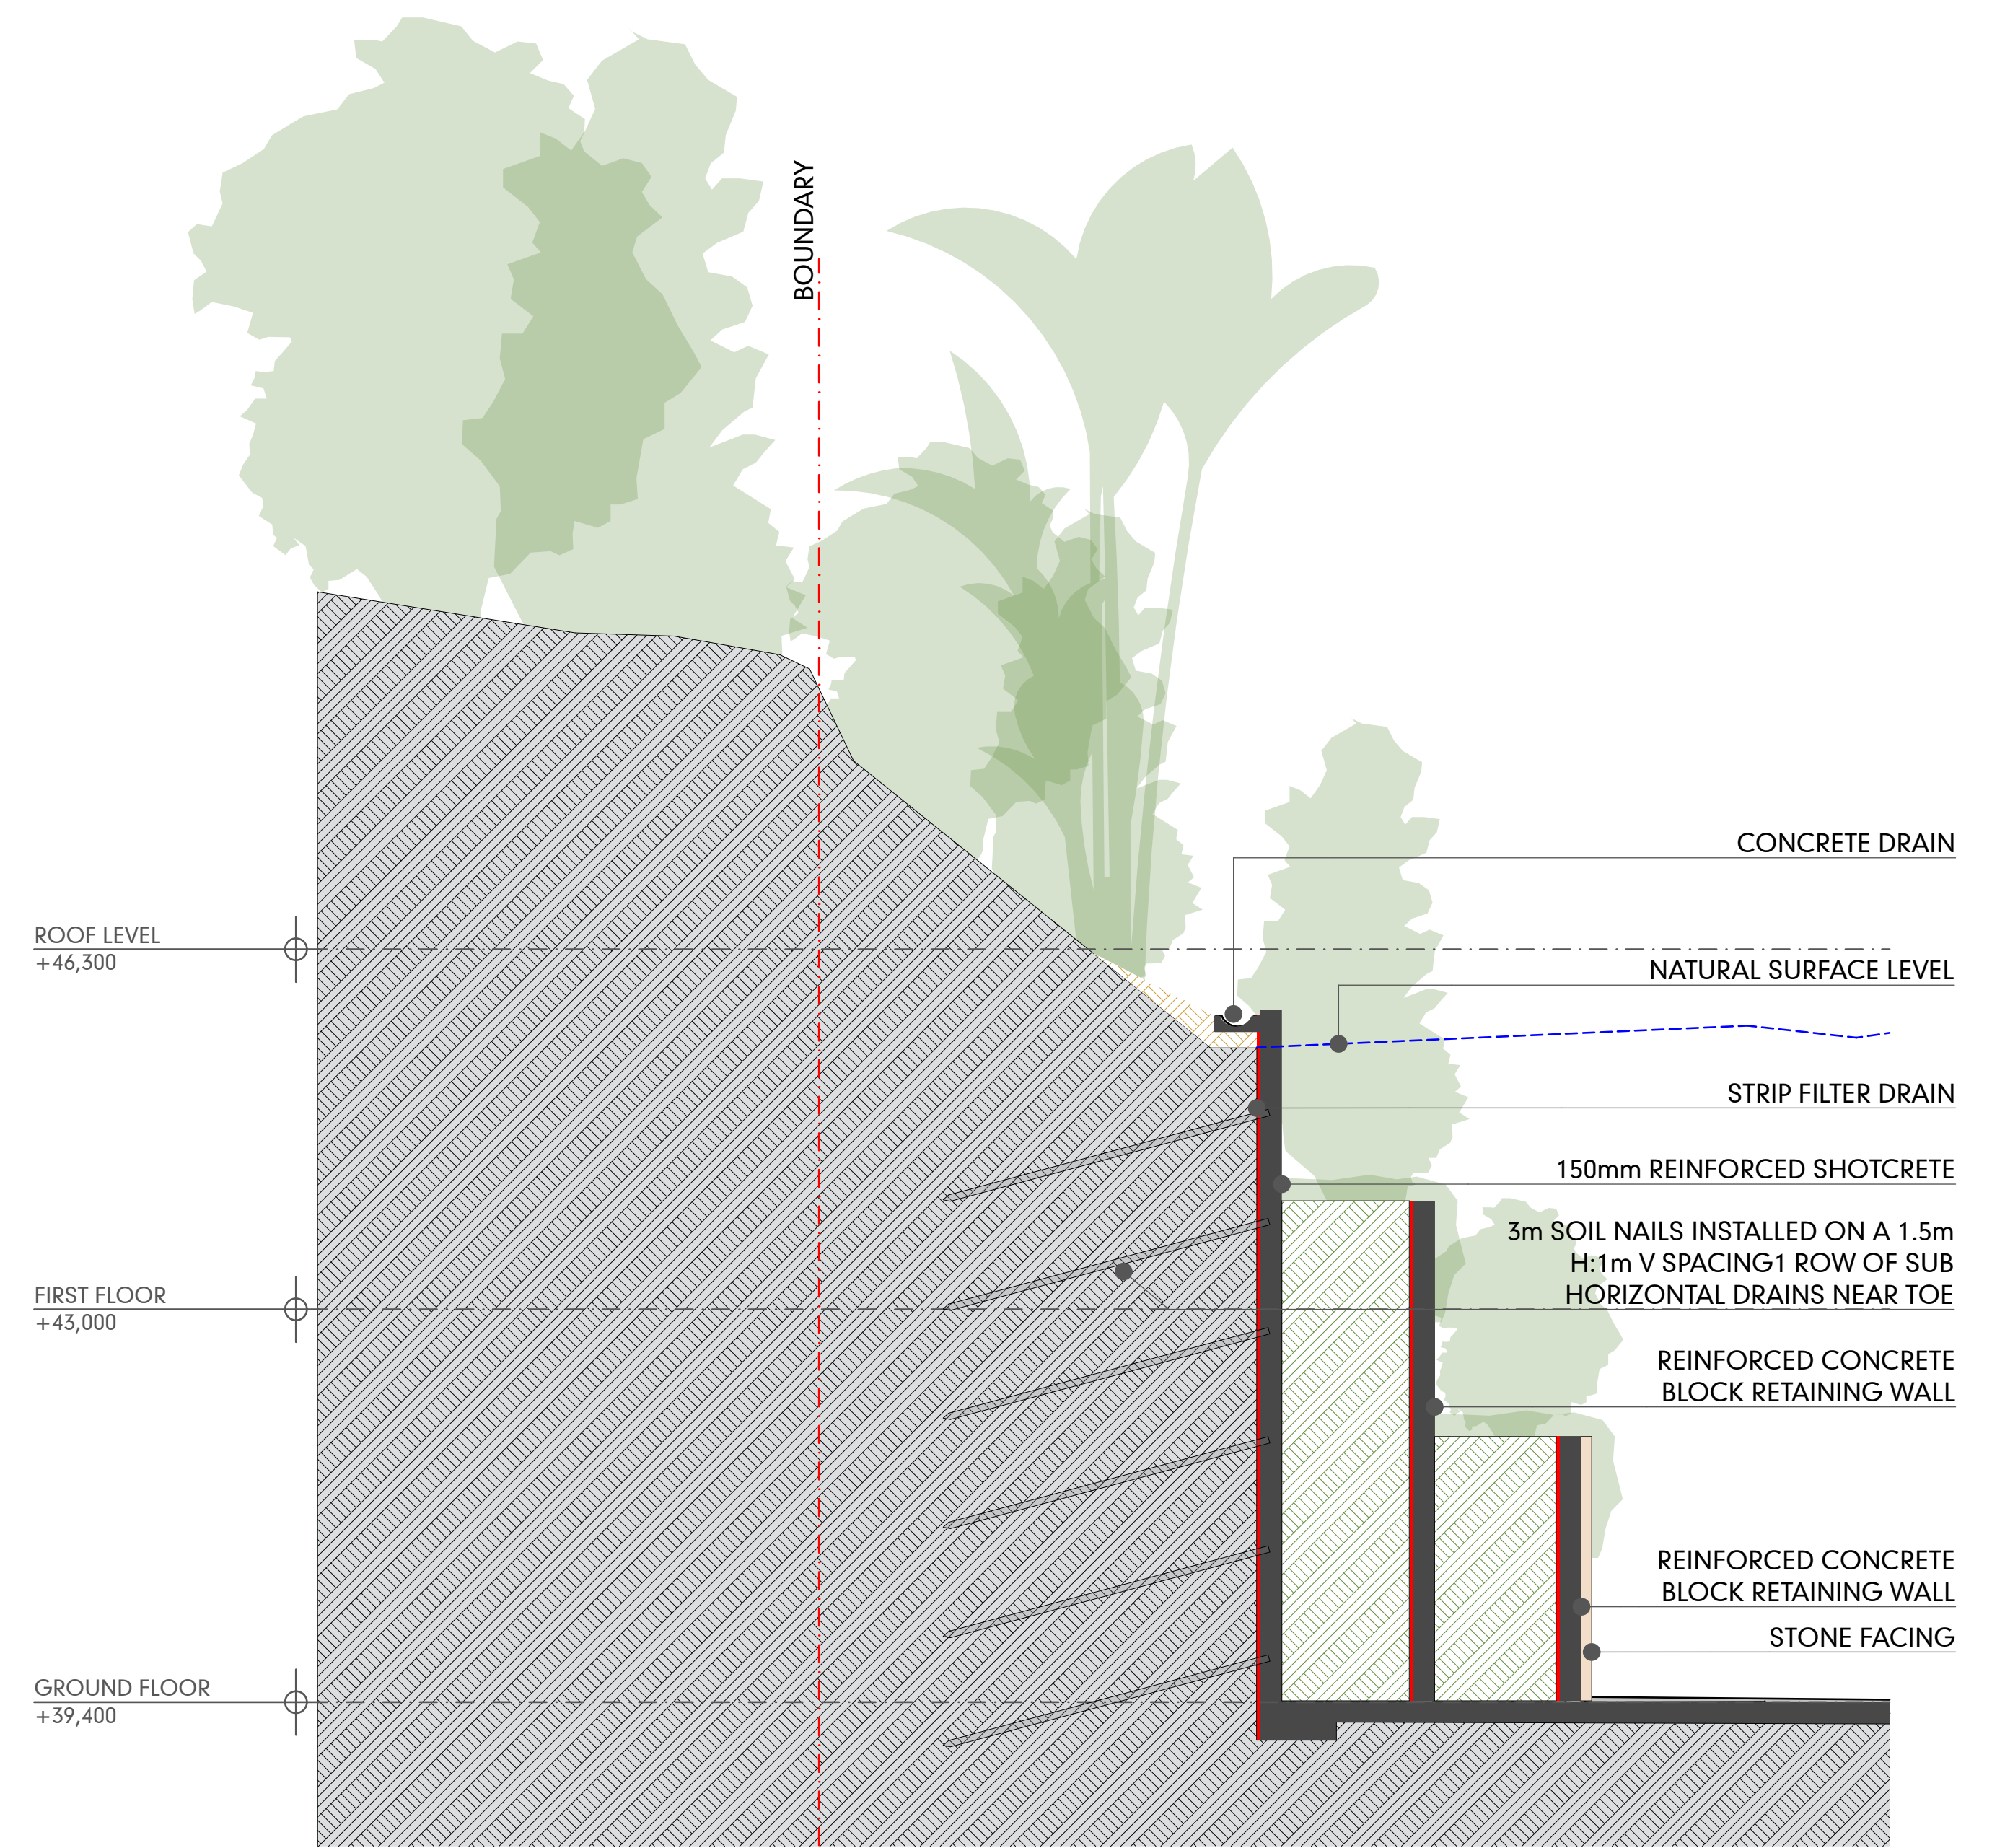 BOUNDARY
CONCRETE DRAIN
ROOF LEVEL
+46,300
NATURAL SURFACE LEVEL
STRIP FILTER DRAIN
150mm REINFORCED SHOTCRETE
3m SOIL NAILS INSTALLED ON A 1.5m
H:1m V SPACING1 ROW OF SUB
HORIZONTAL DRAINS NEAR TOE
FIRST FLOOR
+43,000
REINFORCED CONCRETE
BLOCK RETAINING WALL
REINFORCED CONCRETE
BLOCK RETAINING WALL
STONE FACING
GROUND FLOOR
+39,400